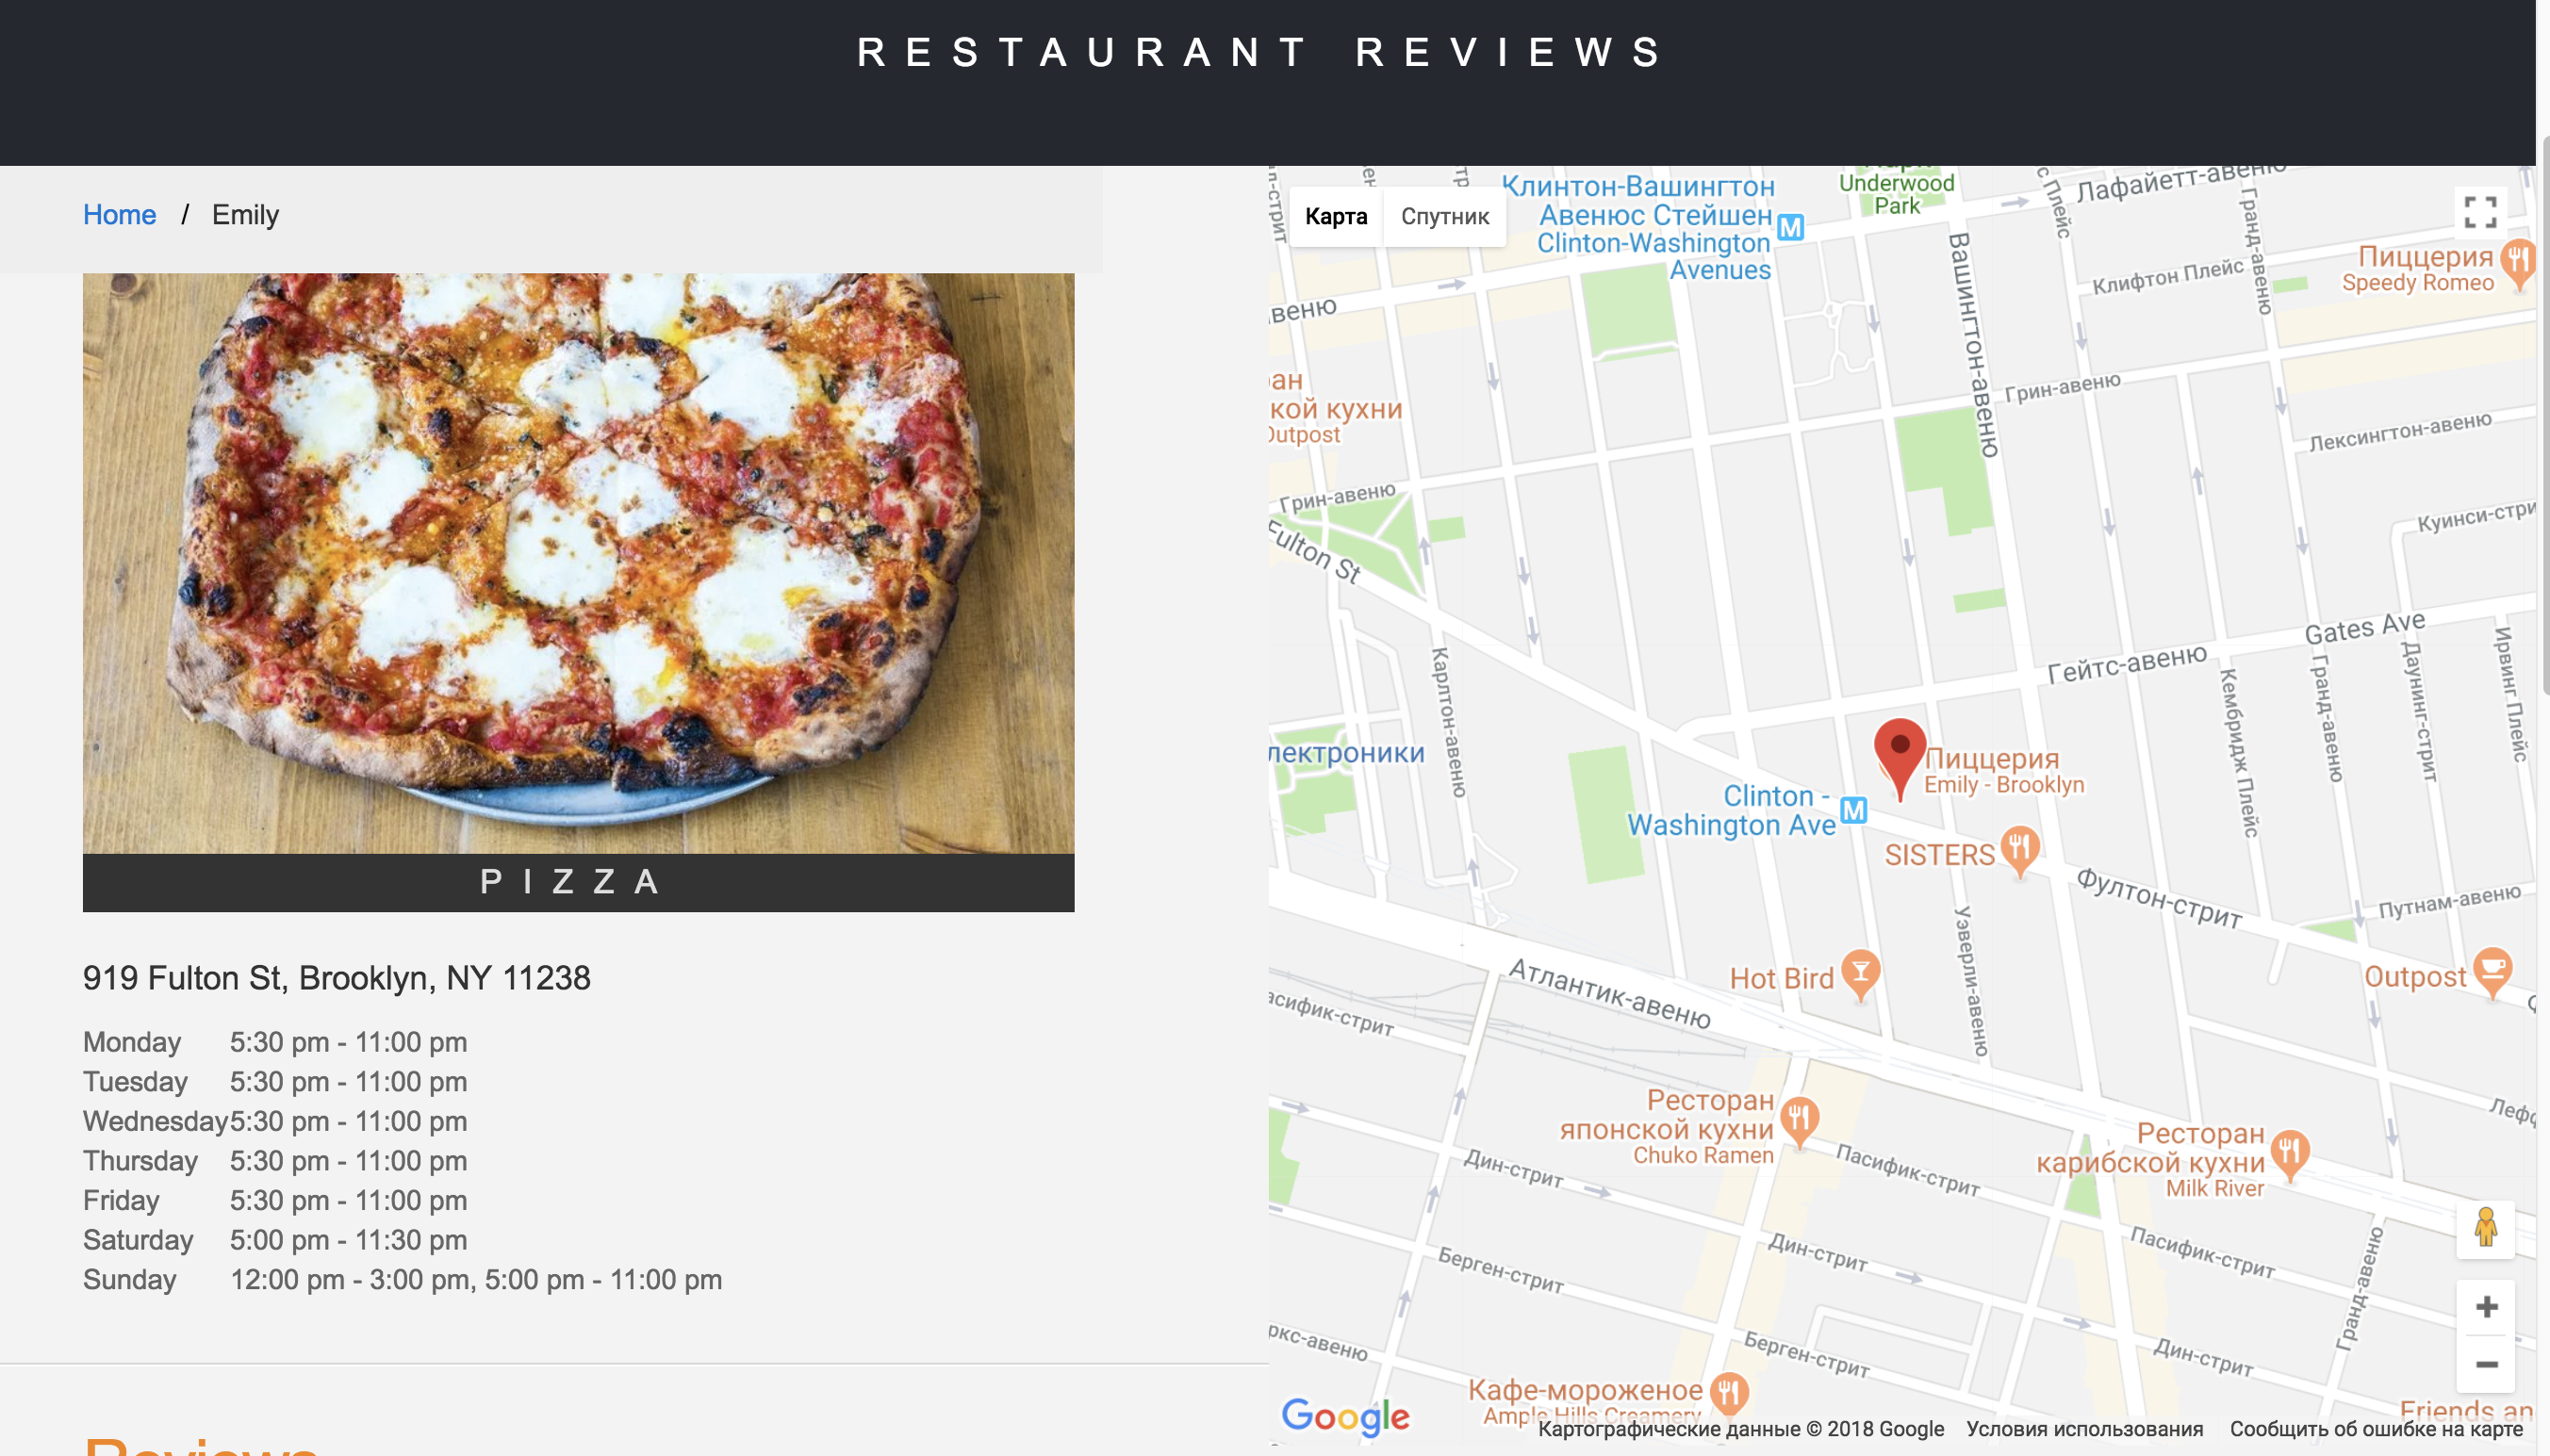 RESTAURANT REVIEWS
Home / Emily
PIZZA
919 Fulton St, Brooklyn, NY 11238
Monday 5:30 pm - 11:00 pm
Tuesday 5:30 pm - 11:00 pm
Wednesday 5:30 pm - 11:00 pm
Thursday 5:30 pm - 11:00 pm
Friday 5:30 pm - 11:00 pm
Saturday 5:00 pm - 11:30 pm
Sunday 12:00 pm - 3:00 pm, 5:00 pm - 11:00 pm
Reviews
Карта
Спутник
Клинтон-Вашингтон
Авенюс Стейшен
Clinton-Washington
Avenues
Underwood
Park
Лафайетт-авеню
Гранд-авеню
Клифтон Плейс
Пиццерия
Speedy Romeo
Вашингтон-авеню
Грин-авеню
Лексингтон-авеню
кой кухни
Outpost
Грин-авеню
Fulton St
Куинси-стри
Gates Ave
Гейтс-авеню
Карлтон-авеню
Кембридж Плейс
Гранд-авеню
Даунинг-стрит
Ирвинг Плейс
лектроники
Пиццерия
Emily - Brooklyn
Clinton -
Washington Ave
SISTERS
Фултон-стрит
Путнам-авеню
Уэверли-авеню
Hot Bird
Outpost
Атлантик-авеню
асифик-стрит
Ресторан
японской кухни
Chuko Ramen
Ресторан
карибской кухни
Milk River
Дин-стрит
Пасифик-стрит
Берген-стрит
Дин-стрит
Пасифик-стрит
Гранд-авеню
ркс-авеню
Берген-стрит
Дин-стрит
Кафе-мороженое
Ample Hills Creamery
Friends an
Google
Картографические данные © 2018 Google
Условия использования
Сообщить об ошибке на карте